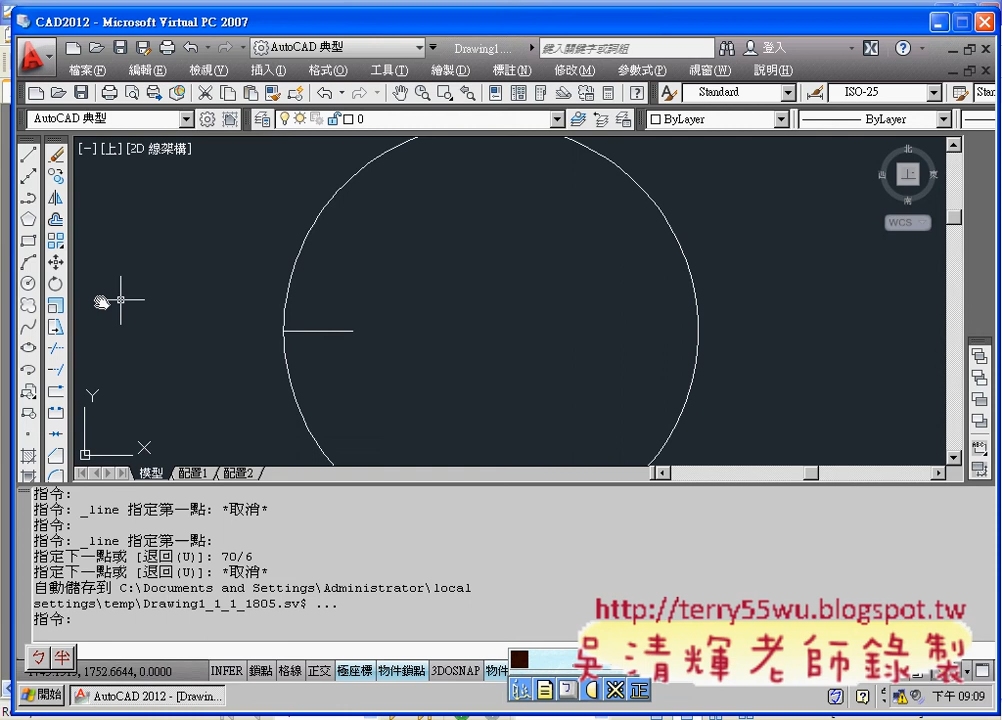 CAD2012 - Microsoft Virtual PC 2007
AutoCAD 典型
Drawing1....
鍵入關鍵字或詞組
登入
檔案(F) 編輯(E) 檢視(V) 插入(I) 格式(O) 工具(T) 繪製(D) 標註(N) 修改(M) 參數式(P) 視窗(W) 說明(H)
Standard
ISO-25
AutoCAD 典型
0
ByLayer
ByLayer
[-][上][2D 線架構]
北
西
上
東
南
WCS
Y
X
模型 配置1 配置2
指令:
指令: _line 指定第一點: *取消*
指令:
指令: _line 指定第一點:
指定下一點或 [退回(U)]: 70/6
指定下一點或 [退回(U)]: *取消*
自動儲存到 C:\Documents and Settings\Administrator\local
settings\temp\Drawing1_1_1_1805.sv$ ...
指令:
http://terry55wu.blogspot.tw
吳清輝老師錄製
ㄅ 半
1752.6644, 0.0000
INFER 鎖點 格線 正交 極座標 物件鎖點 3DOSNAP 物件
開始
AutoCAD 2012 - [Drawin...
下午 09:09